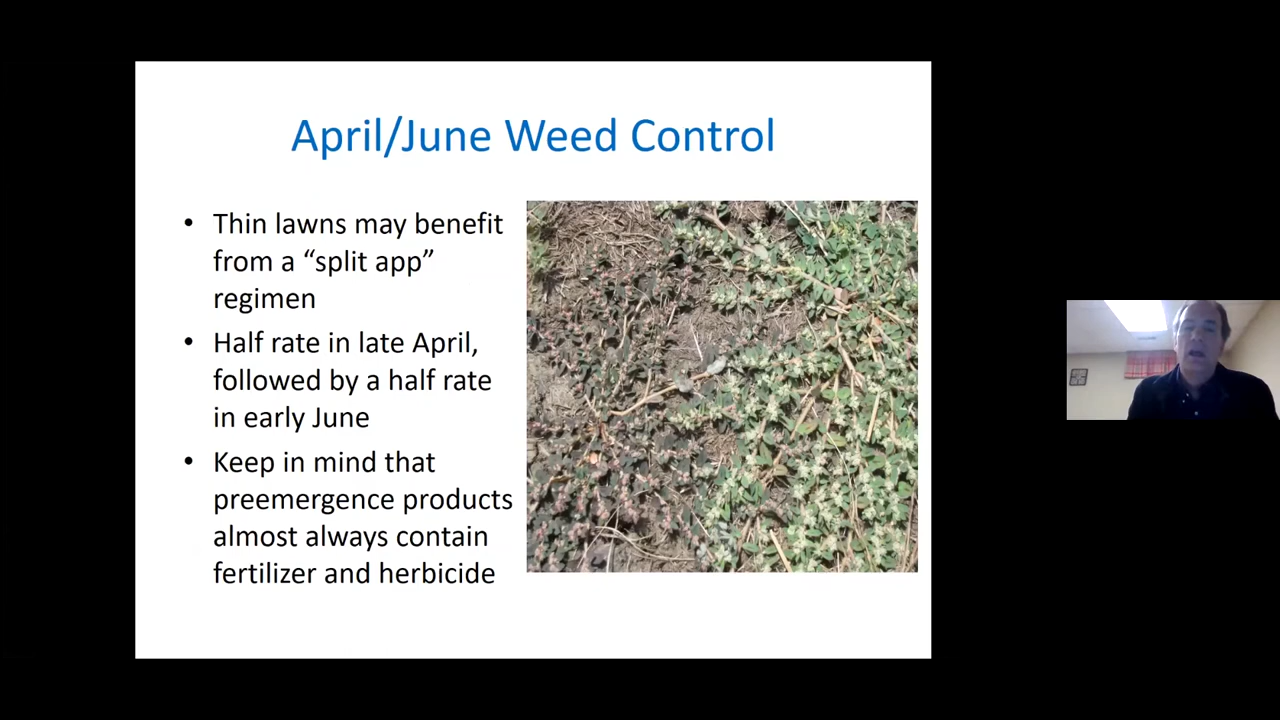 April/June Weed Control
• Thin lawns may benefit
from a “split app”
regimen
• Half rate in late April,
followed by a half rate
in early June
• Keep in mind that
preemergence products
almost always contain
fertilizer and herbicide